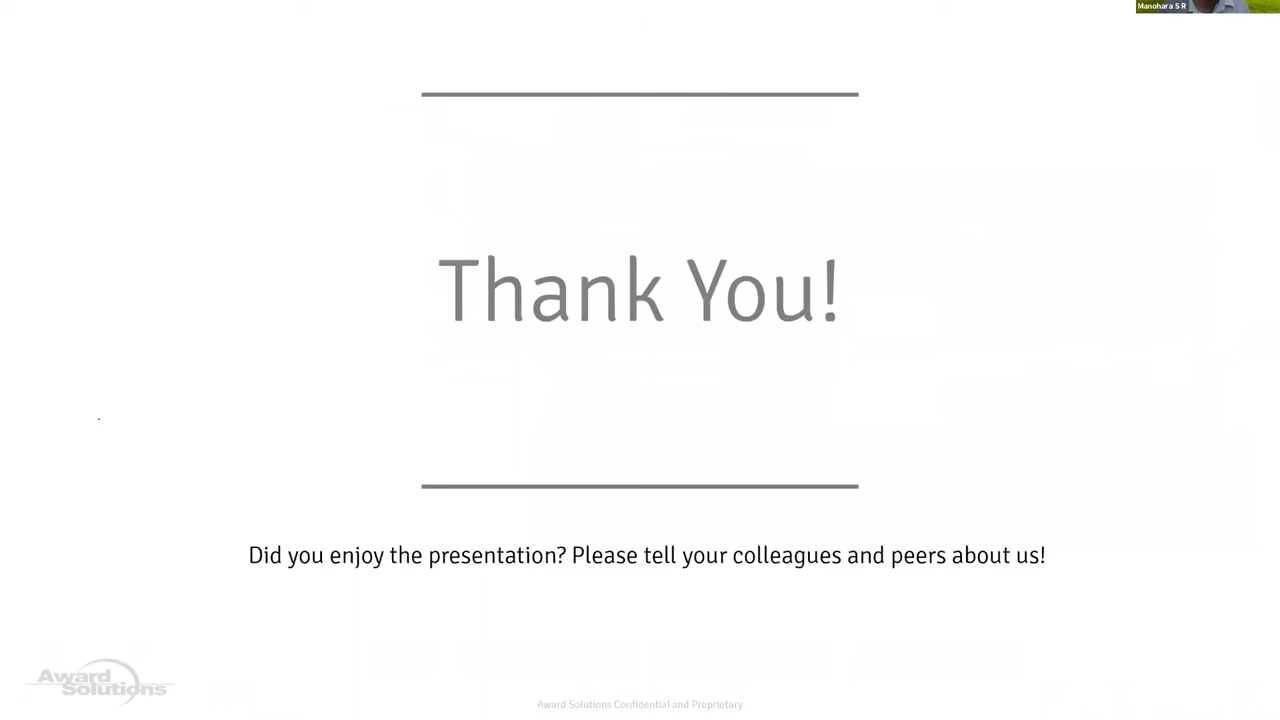 Manohara S R
Thank You!
Did you enjoy the presentation? Please tell your colleagues and peers about us!
Award
Solutions
Award Solutions Confidential and Proprietary